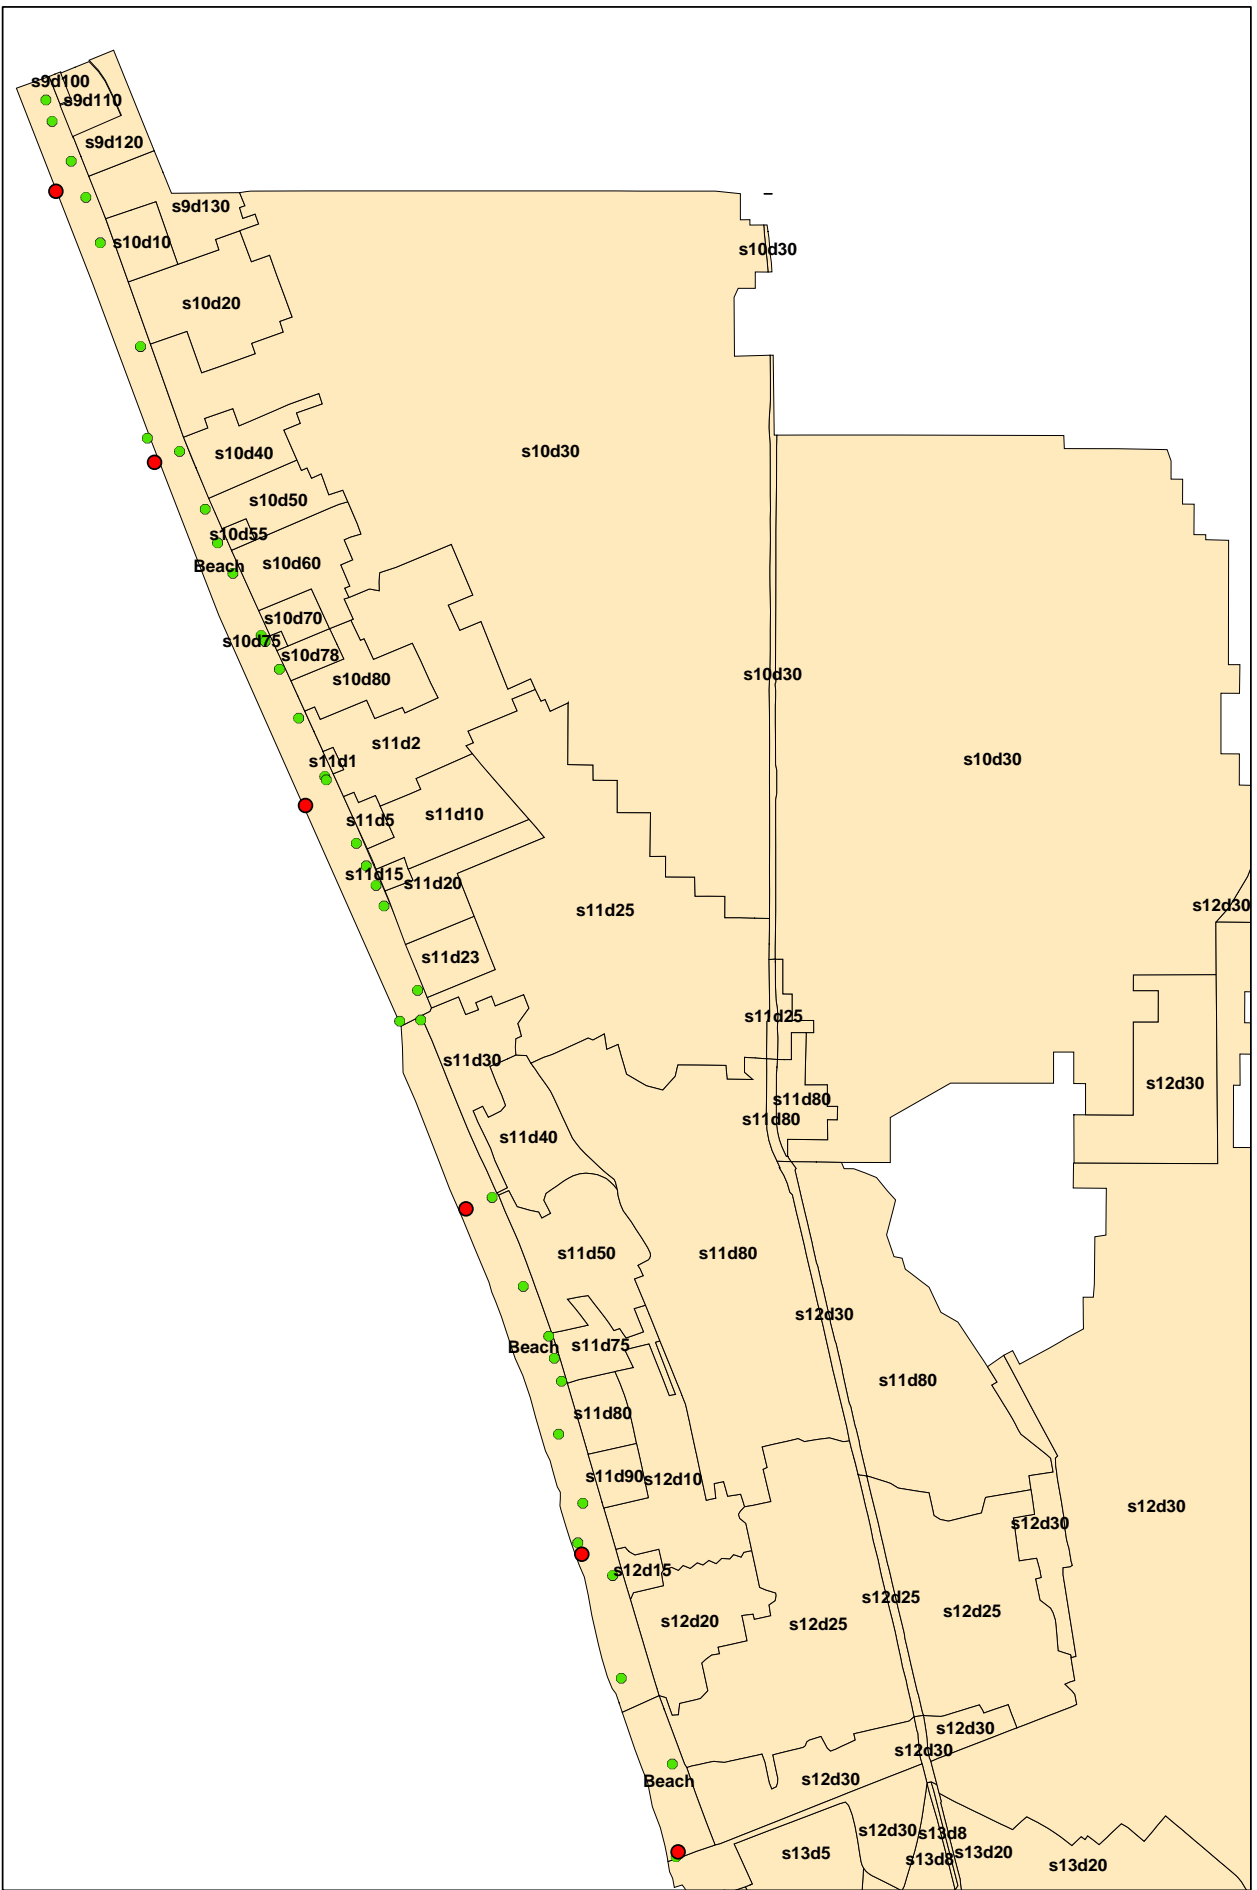 s9d100
s9d110
s9d120
s9d130
s10d10
s10d30
s10d20
s10d40
s10d30
s10d50
s10d55
s10d60
Beach
s10d70
s10d75
s10d78
s10d80
s10d30
s11d2
s11d1
s10d30
s11d5
s11d10
s11d15
s11d20
s11d25
s12d30
s11d23
s11d25
s11d30
s12d30
s11d80
s11d80
s11d40
s11d50
s11d80
s12d30
Beach
s11d75
s11d80
s11d80
s11d90
s12d10
s12d30
s12d30
s12d15
s12d25
s12d25
s12d20
s12d25
s12d30
s12d30
Beach
s12d30
s12d30
s13d8
s13d5
s13d8
s13d20
s13d20